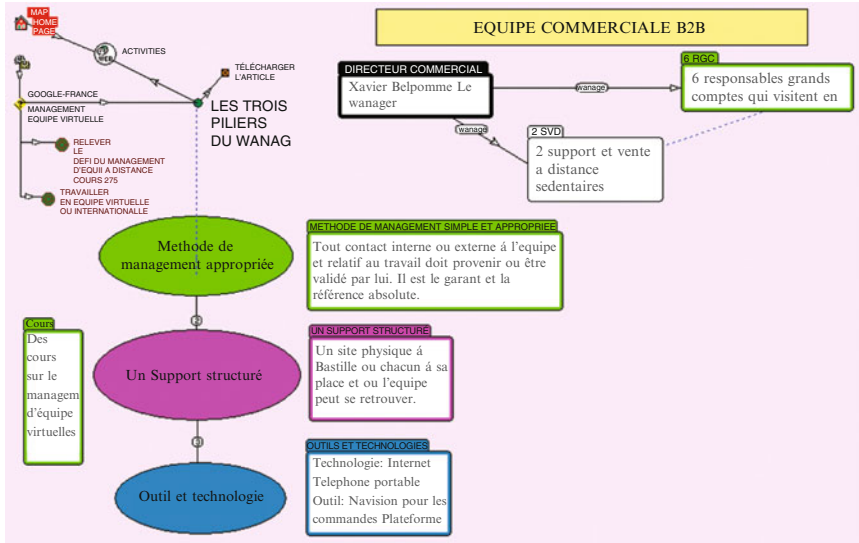 MAP
HOME
PAGE
ACTIVITIES
WEB
TÉLÉCHARGER
L'ARTICLE
GOOGLE-FRANCE
MANAGEMENT
EQUIPE VIRTUELLE
LES TROIS
PILIERS
DU WANAG
RELEVER
LE
DEFI DU MANAGEMENT
D'EQUII A DISTANCE
COURS 275
TRAVAILLER
EN EQUIPE VIRTUELLE
OU INTERNATIONALLE
EQUIPE COMMERCIALE B2B
DIRECTEUR COMMERCIAL
Xavier Belpomme Le
wanager
wanage
6 RGC
6 responsables grands
comptes qui visitent en
wanage
2 SVD
2 support et vente
a distance
sedentaires
Methode de
management appropriée
METHODE DE MANAGEMENT SIMPLE ET APPROPRIEE
Tout contact interne ou externe á l'equipe
et relatif au travail doit provenir ou être
validé par lui. Il est le garant et la
référence absolute.
2
Cours
Des
cours
sur le
managem
d'équipe
virtuelles
Un Support structuré
UN SUPPORT STRUCTURÉ
Un site physique á
Bastille ou chacun á sa
place et ou l'equipe
peut se retrouver.
3
Outil et technologie
OUTILS ET TECHNOLOGIES
Technologie: Internet
Telephone portable
Outil: Navision pour les
commandes Plateforme